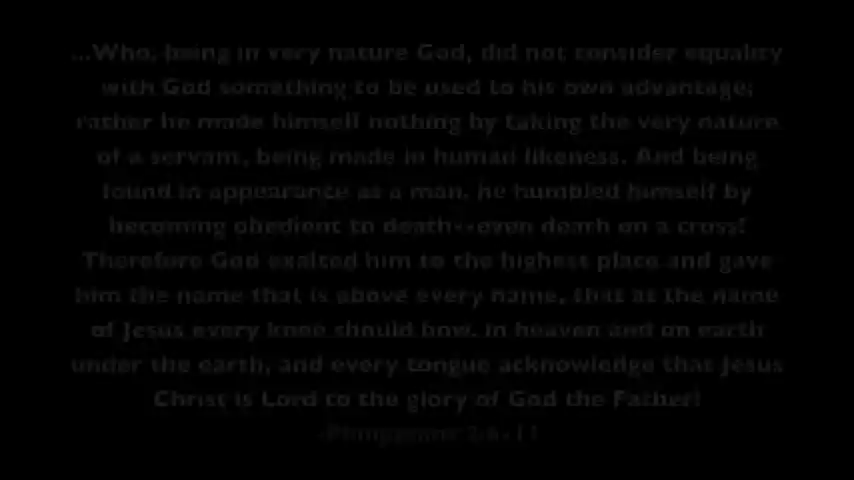 ...Who, being in very nature God, did not consider equality
with God something to be used to his own advantage;
rather he made himself nothing by taking the very nature
of a servant, being made in human likeness. And being
found in appearance as a man, he humbled himself by
becoming obedient to death--even death on a cross!
Therefore God exalted him to the highest place and gave
him the name that is above every name, that at the name
of Jesus every knee should bow, in heaven and on earth
under the earth, and every tongue acknowledge that Jesus
Christ is Lord to the glory of God the Father!
-Philippians 2:6-11